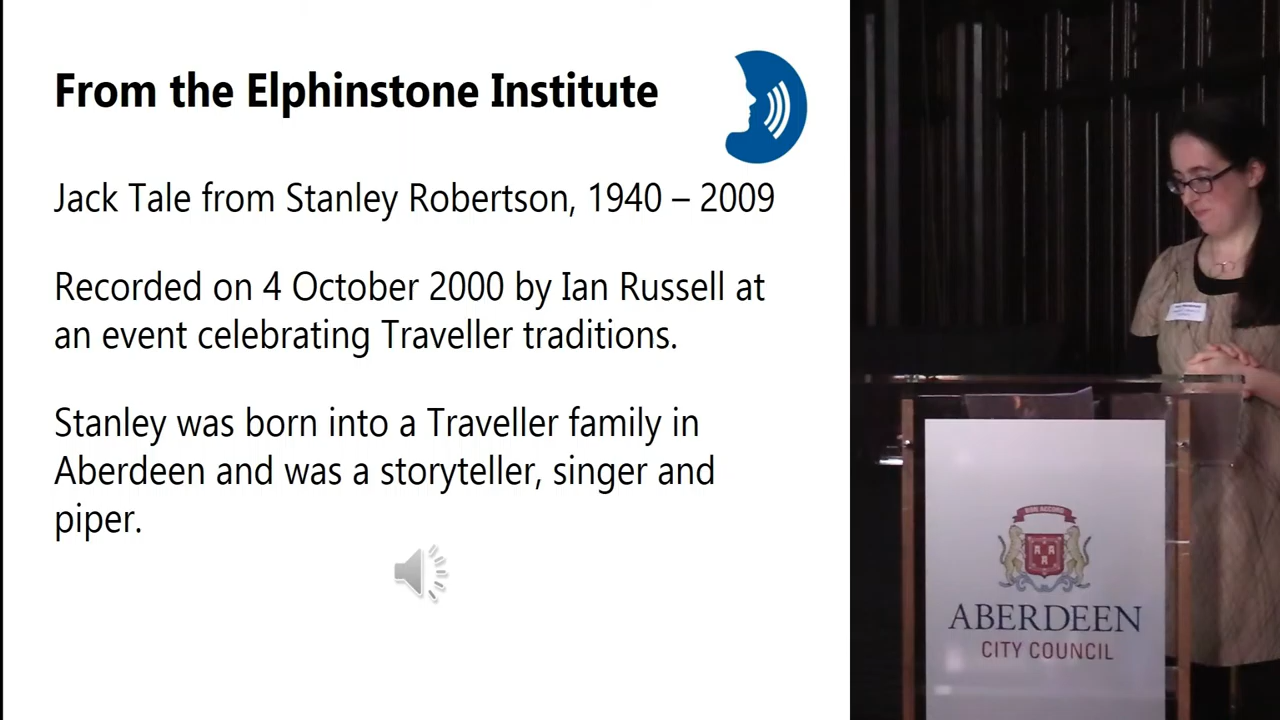 From the Elphinstone Institute
Jack Tale from Stanley Robertson, 1940 – 2009
Recorded on 4 October 2000 by Ian Russell at
an event celebrating Traveller traditions.
Stanley was born into a Traveller family in
Aberdeen and was a storyteller, singer and
piper.
BON ACCORD
ABERDEEN
CITY COUNCIL